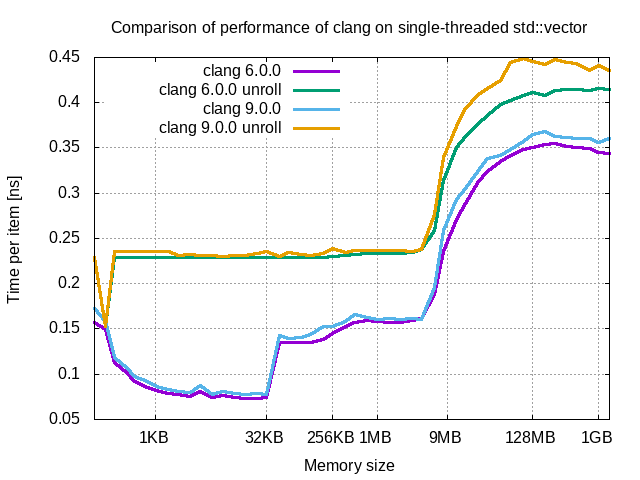 Comparison of performance of clang on single-threaded std::vector
0.45
0.4
0.35
0.3
0.25
0.2
0.15
0.1
0.05
Time per item [ns]
clang 6.0.0
clang 6.0.0 unroll
clang 9.0.0
clang 9.0.0 unroll
1KB 32KB 256KB 1MB 9MB 128MB 1GB
Memory size